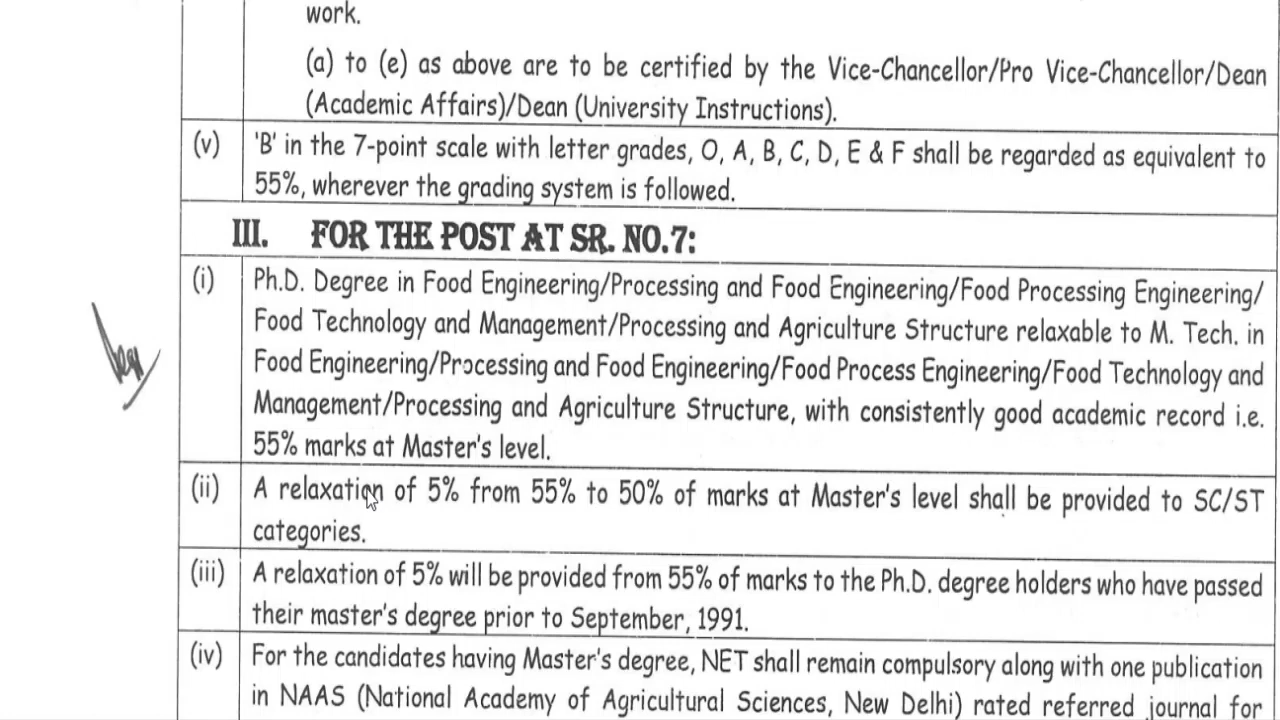 work.
(a) to (e) as above are to be certified by the Vice-Chancellor/Pro Vice-Chancellor/Dean
(Academic Affairs)/Dean (University Instructions).
(v) 'B' in the 7-point scale with letter grades, O, A, B, C, D, E & F shall be regarded as equivalent to
55%, wherever the grading system is followed.
III. FOR THE POST AT SR. NO.7:
(i) Ph.D. Degree in Food Engineering/Processing and Food Engineering/Food Processing Engineering/
Food Technology and Management/Processing and Agriculture Structure relaxable to M. Tech. in
Food Engineering/Processing and Food Engineering/Food Process Engineering/Food Technology and
Management/Processing and Agriculture Structure, with consistently good academic record i.e.
55% marks at Master's level.
(ii) A relaxation of 5% from 55% to 50% of marks at Master's level shall be provided to SC/ST
categories.
(iii) A relaxation of 5% will be provided from 55% of marks to the Ph.D. degree holders who have passed
their master's degree prior to September, 1991.
(iv) For the candidates having Master's degree, NET shall remain compulsory along with one publication
in NAAS (National Academy of Agricultural Sciences, New Delhi) rated referred journal for